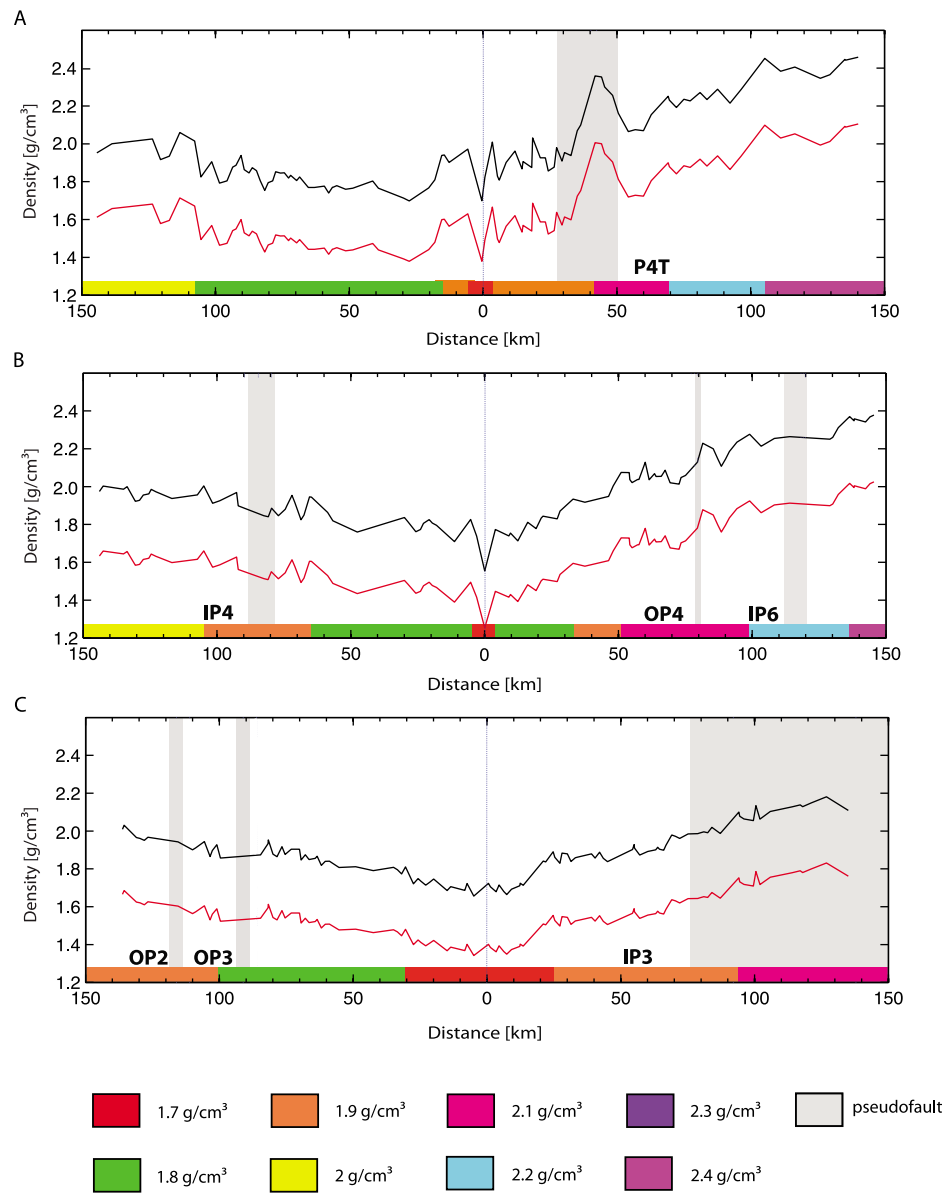 A
Density [g/cm³]
2.4
2.2
2.0
1.8
1.6
1.4
1.2
P4T
150 100 50 0 50 100 150
Distance [km]
B
Density [g/cm³]
2.4
2.2
2.0
1.8
1.6
1.4
1.2
IP4 OP4 IP6
150 100 50 0 50 100 150
Distance [km]
C
Density [g/cm³]
2.4
2.2
2.0
1.8
1.6
1.4
1.2
OP2 OP3 IP3
150 100 50 0 50 100 150
Distance [km]
1.7 g/cm³ 1.9 g/cm³ 2.1 g/cm³ 2.3 g/cm³ pseudofault
1.8 g/cm³ 2 g/cm³ 2.2 g/cm³ 2.4 g/cm³